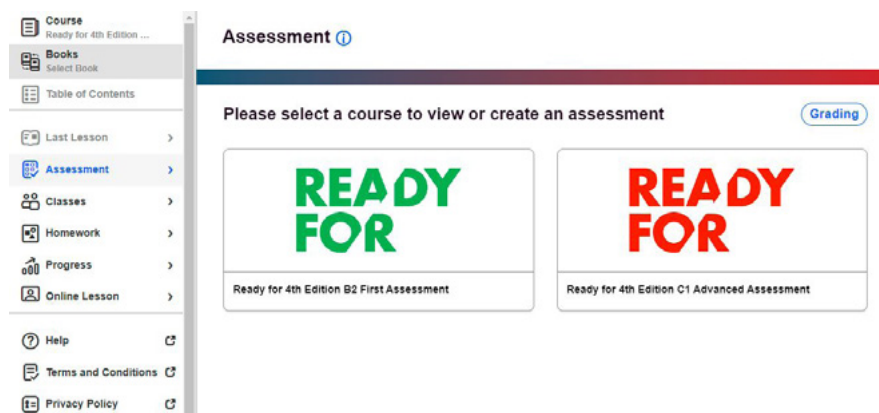 Course
Ready for 4th Edition ...
Books
Select Book
Table of Contents
Last Lesson
Assessment
Classes
Homework
Progress
Online Lesson
Help
Terms and Conditions
Privacy Policy
Assessment
Please select a course to view or create an assessment
Grading
READY
FOR
Ready for 4th Edition B2 First Assessment
READY
FOR
Ready for 4th Edition C1 Advanced Assessment